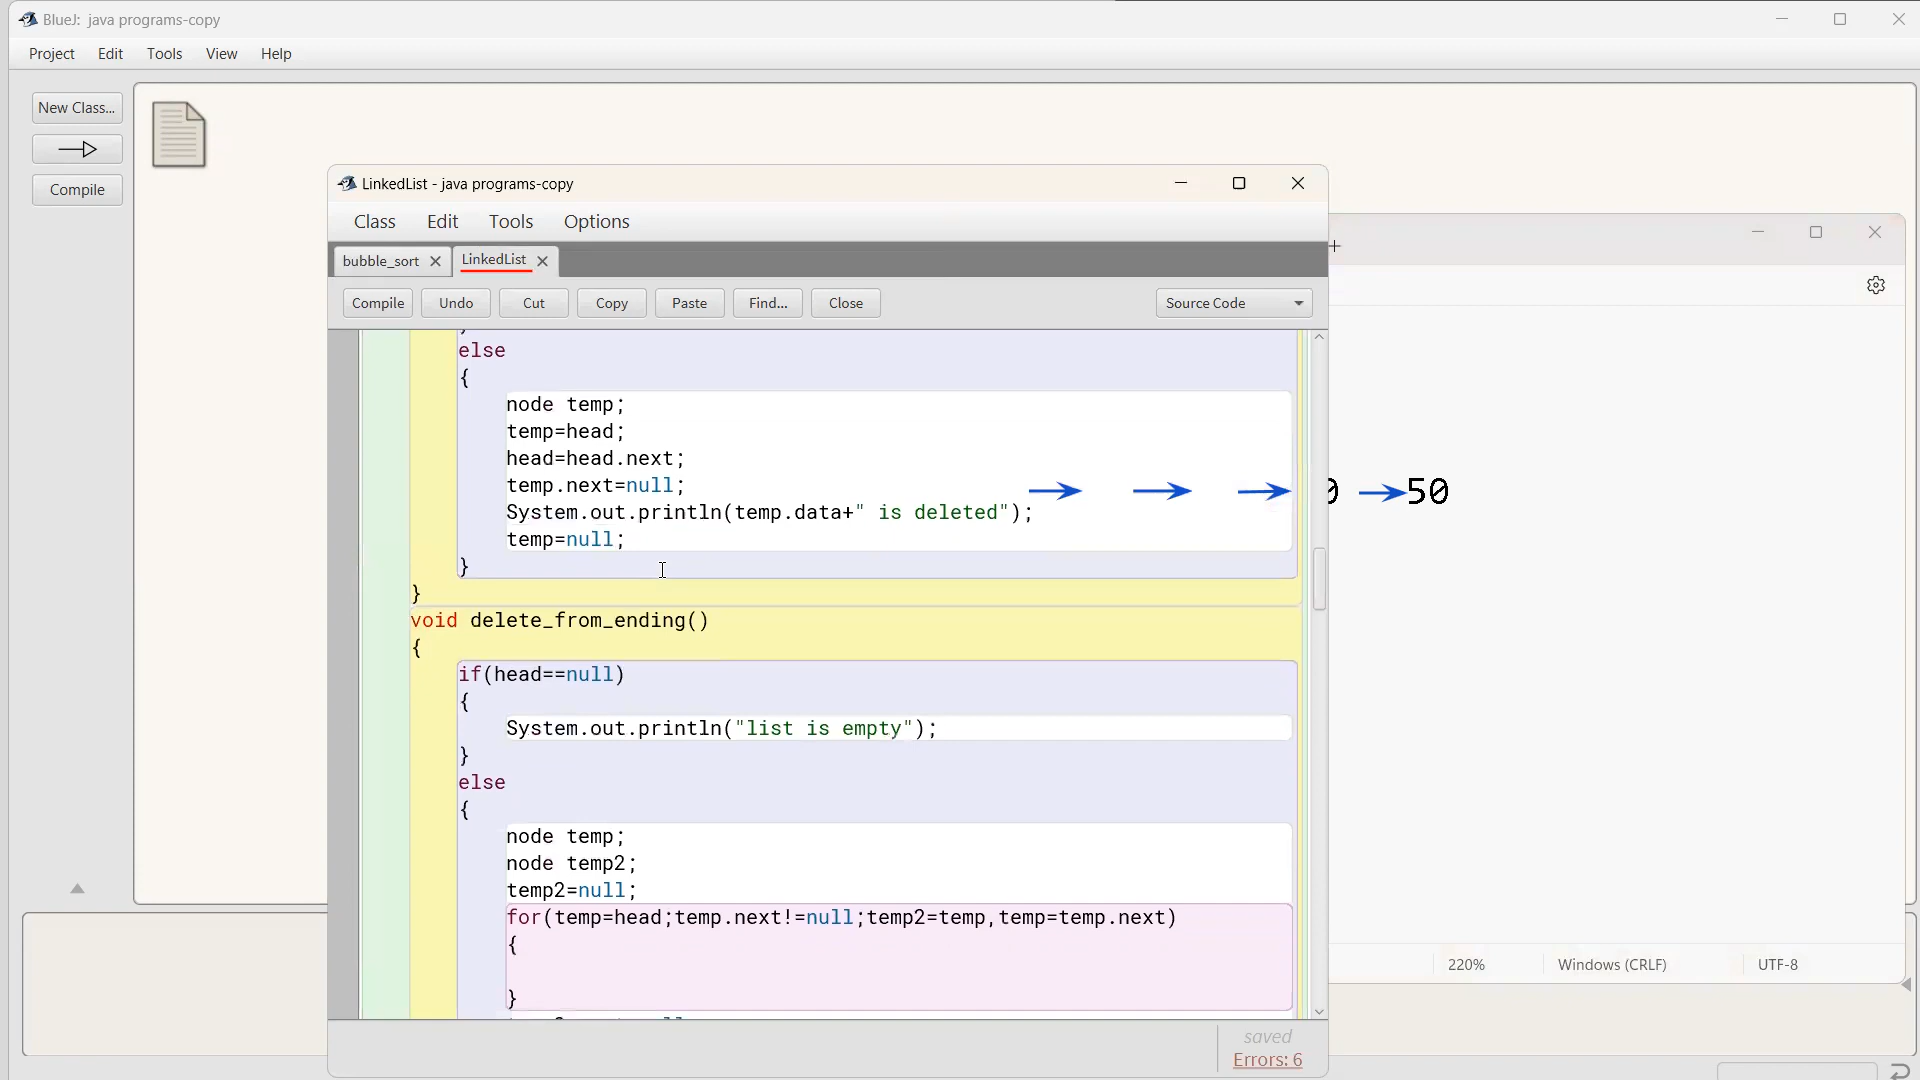 BlueJ: java programs-copy
Project Edit Tools View Help
New Class...
Compile
LinkedList - java programs-copy
Class Edit Tools Options
bubble_sort LinkedList
Compile Undo Cut Copy Paste Find... Close Source Code
else
{
node temp;
temp=head;
head=head.next;
temp.next=null;
System.out.println(temp.data+" is deleted");
temp=null;
}
}
void delete_from_ending()
{
if(head==null)
{
System.out.println("list is empty");
}
else
{
node temp;
node temp2;
temp2=null;
for(temp=head;temp.next!=null;temp2=temp,temp=temp.next)
{
}
saved
Errors: 6
50
220% Windows (CRLF) UTF-8